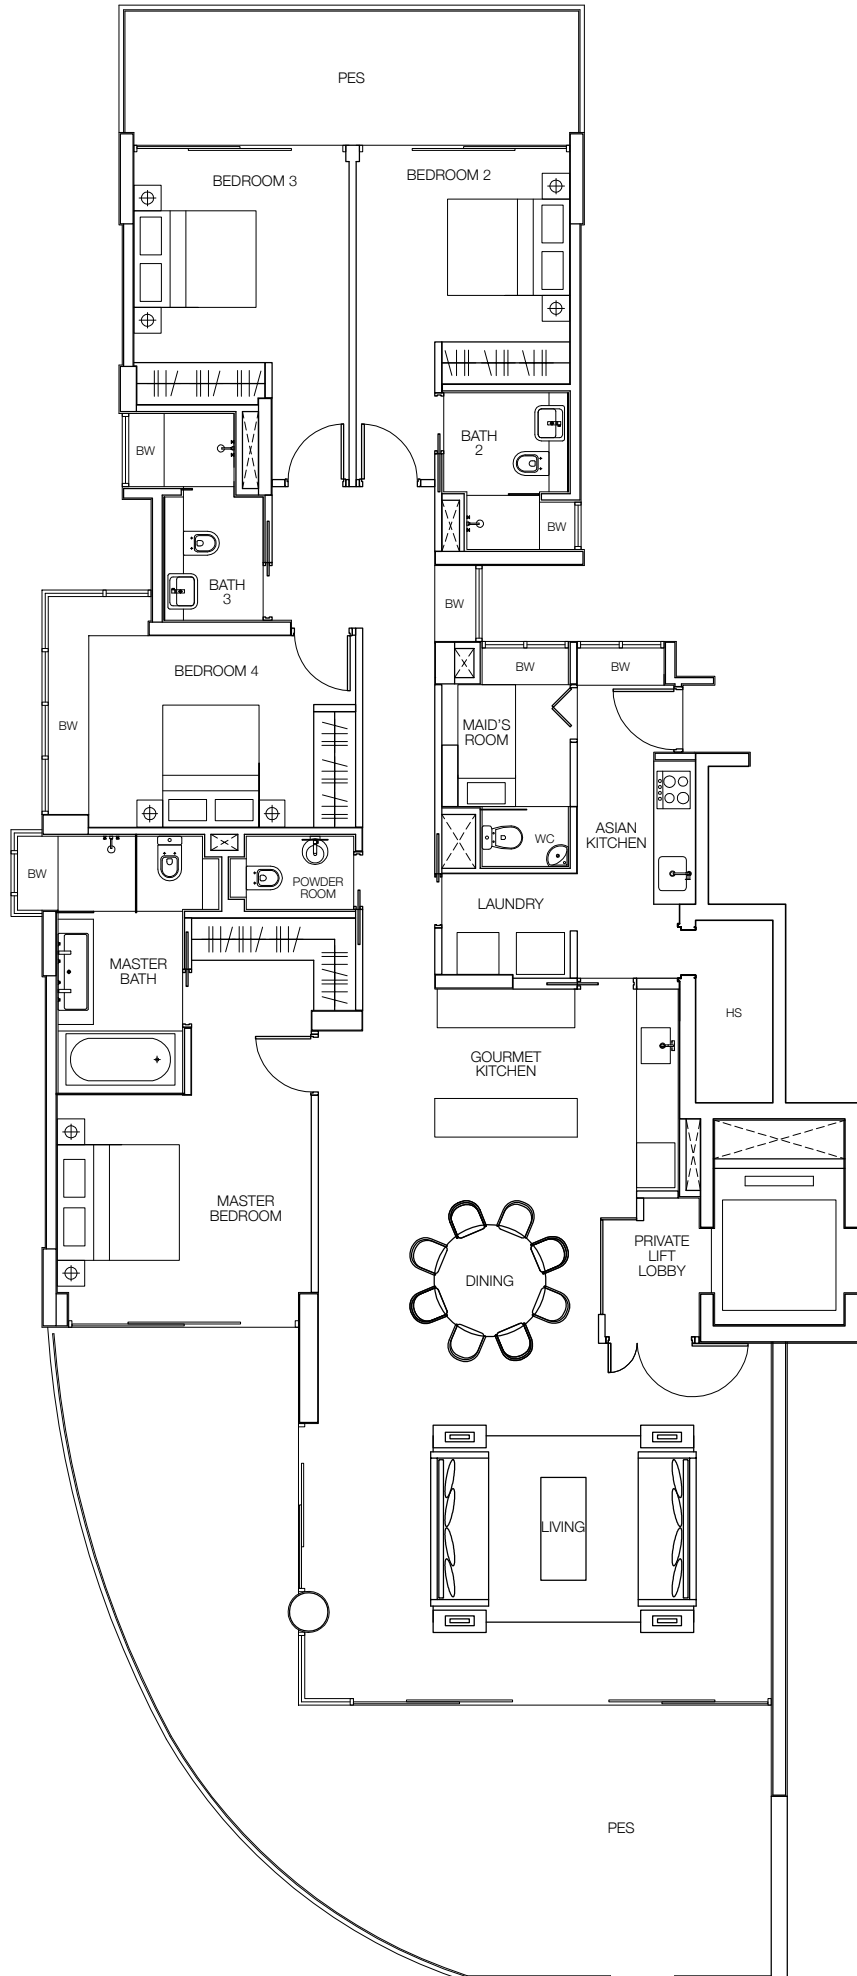 PES
BEDROOM 3
BEDROOM 2
BW
BATH
2
BW
BATH
3
BW
BEDROOM 4
BW
BW
BW
MAID'S
ROOM
ASIAN
KITCHEN
WC
BW
POWDER
ROOM
LAUNDRY
MASTER
BATH
HS
GOURMET
KITCHEN
MASTER
BEDROOM
PRIVATE
LIFT
LOBBY
DINING
LIVING
PES